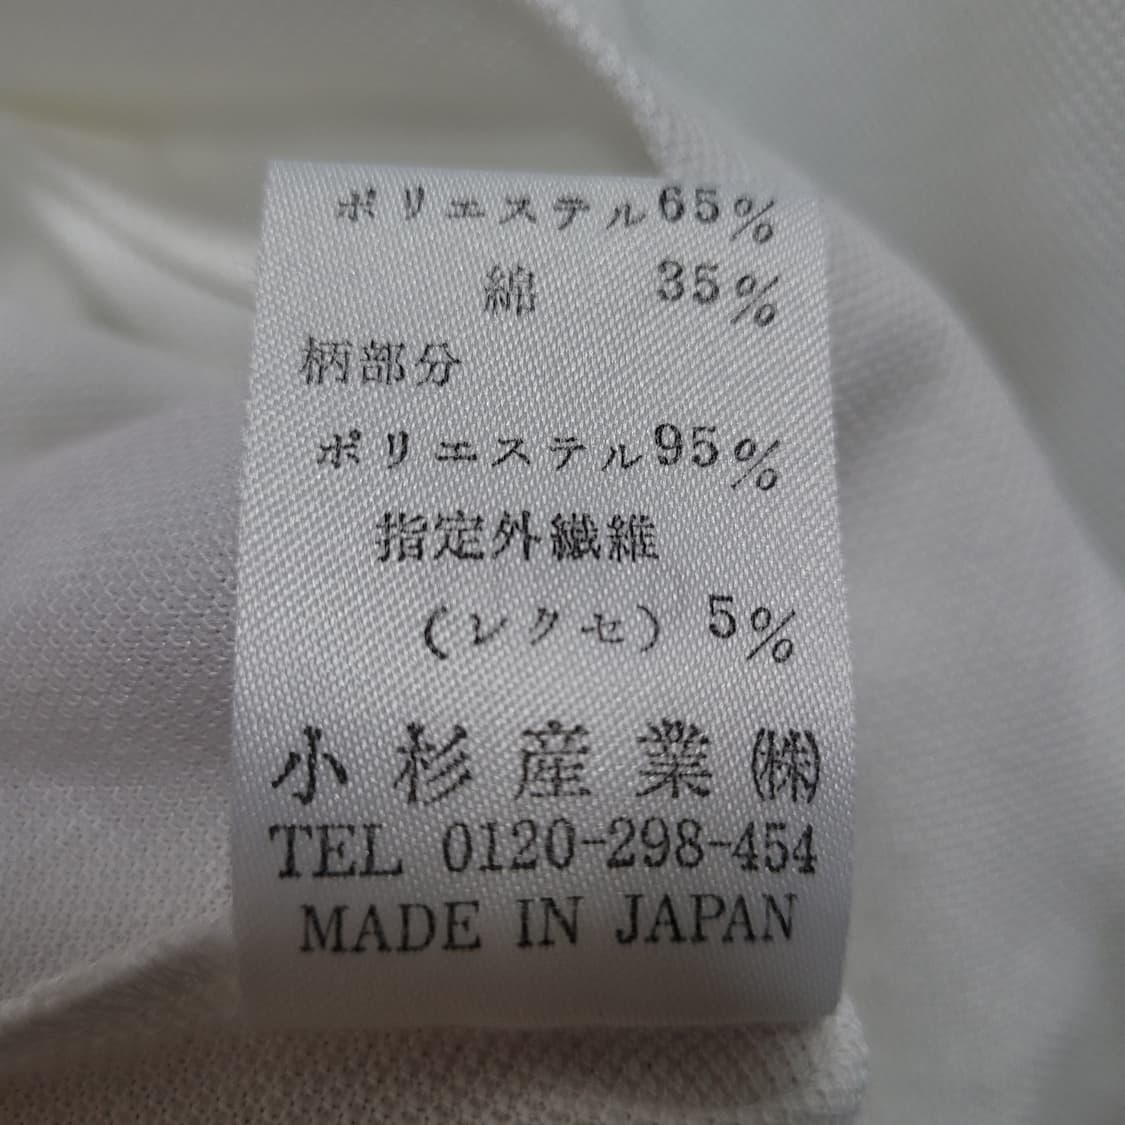 ポリエステル65%
綿 35%
柄部分
ポリエステル95%
指定外繊維
(レクセ) 5%
小杉産業㈱
TEL 0120-298-454
MADE IN JAPAN